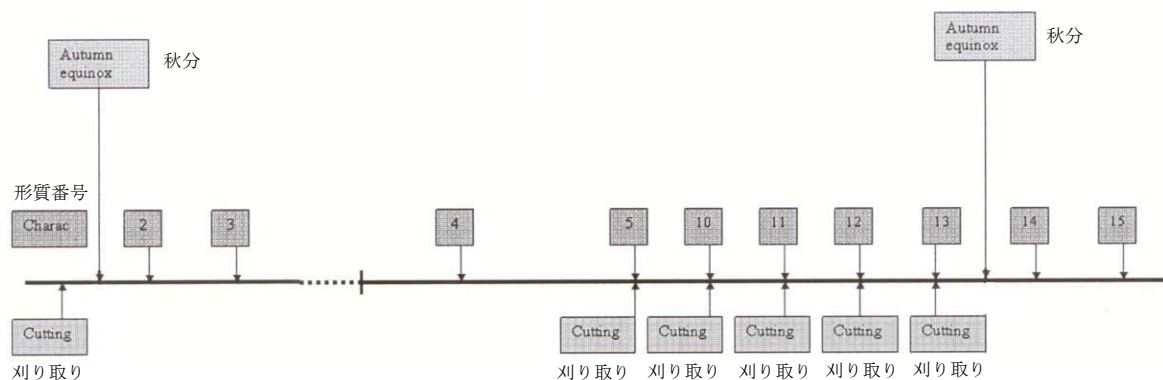 Autumn
equinox
秋分
Autumn
equinox
秋分
形質番号
Charac
2
3
4
5
10
11
12
13
14
15
Cutting
Cutting
Cutting
Cutting
Cutting
Cutting
刈り取り
刈り取り
刈り取り
刈り取り
刈り取り
刈り取り